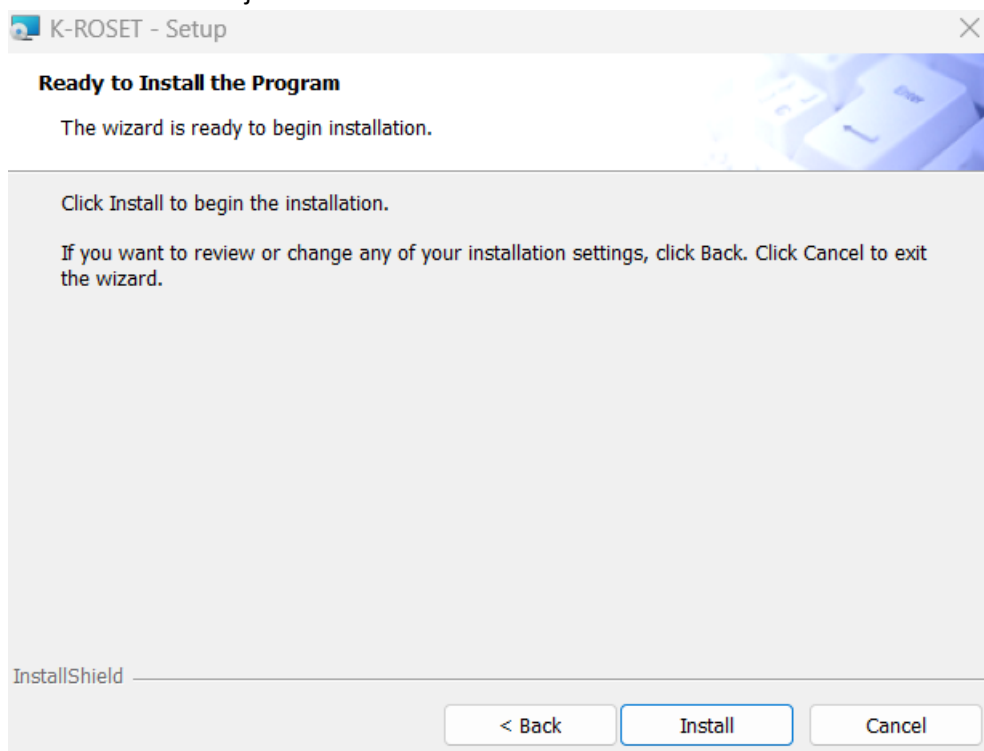 K-ROSET - Setup
Ready to Install the Program
The wizard is ready to begin installation.
Enter
Click Install to begin the installation.
If you want to review or change any of your installation settings, click Back. Click Cancel to exit
the wizard.
InstallShield
< Back
Install
Cancel